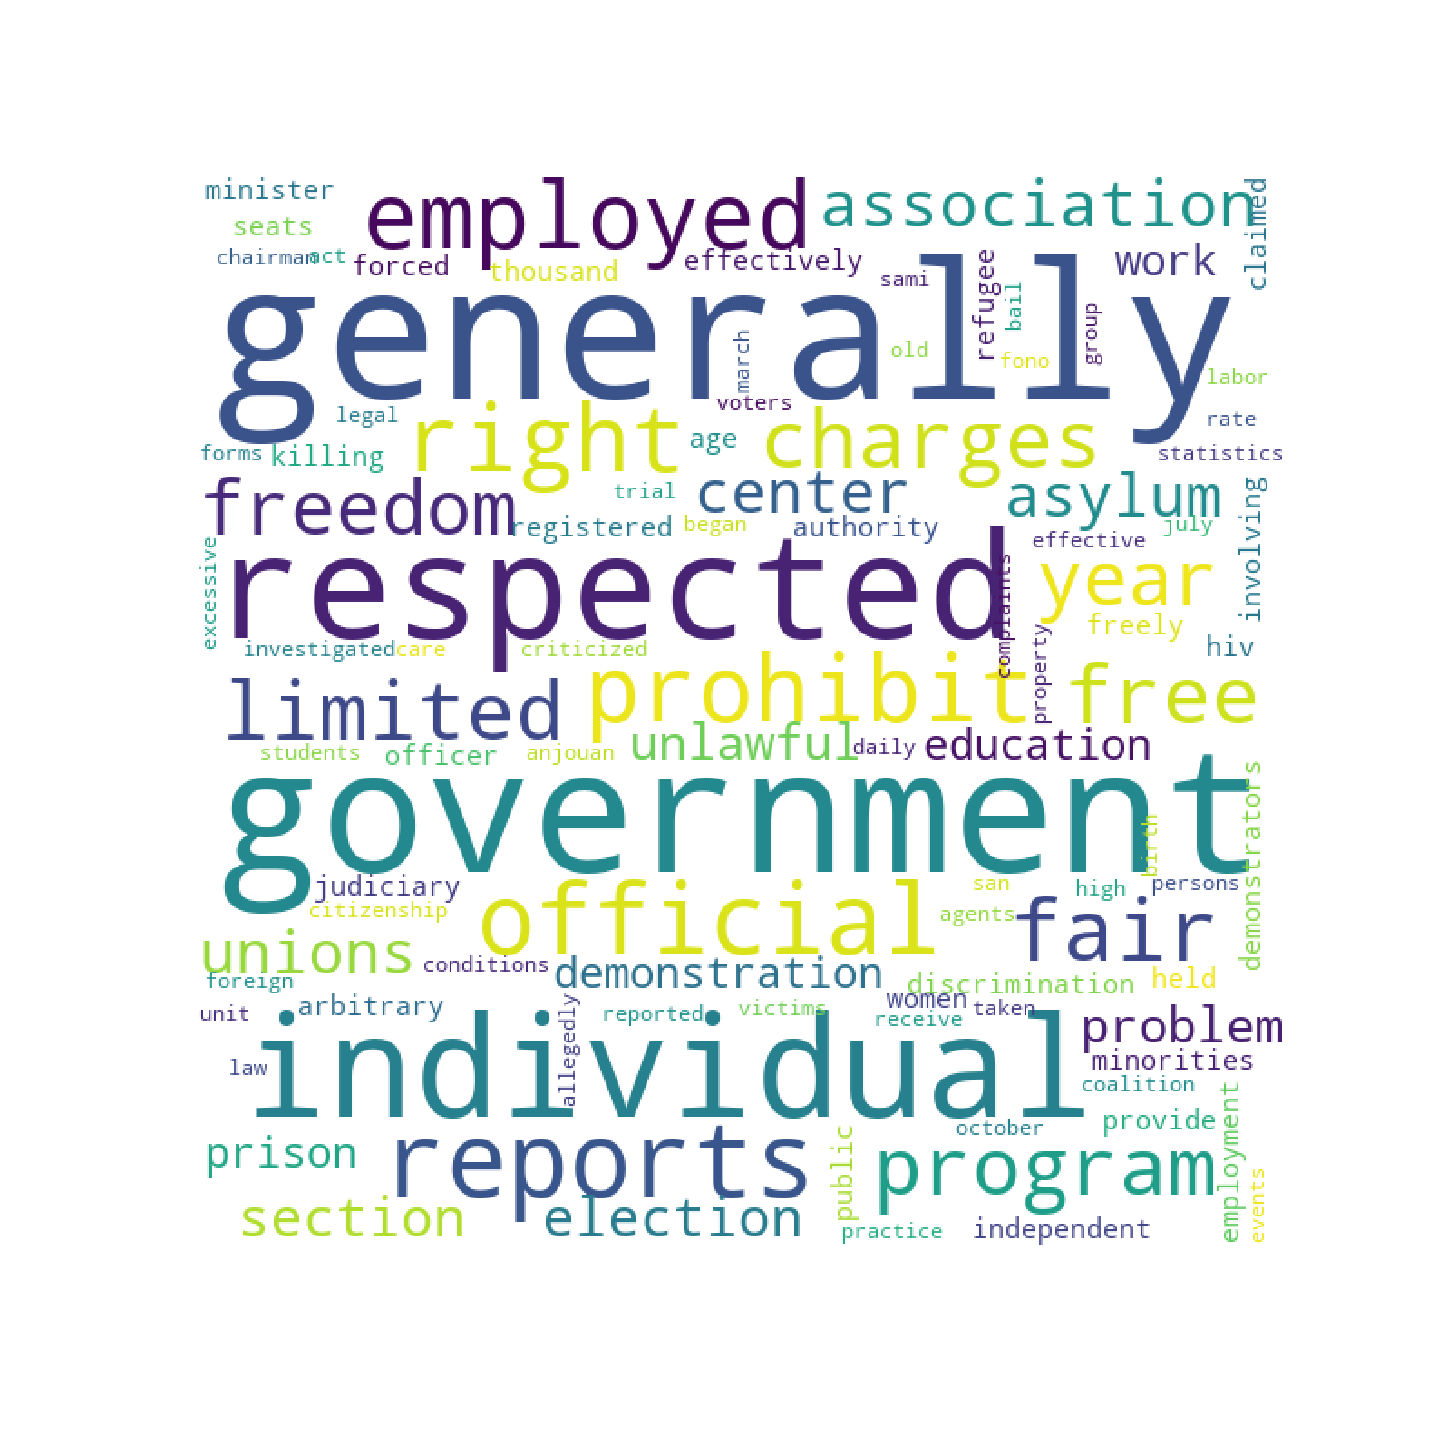 minister
employed
association
claimed
seats
chairman
act
forced
thousand
effectively
sami
refugee
bail
work
generally
march
old
fono
group
labor
legal
voters
rate
forms
killing
right
age
charges
statistics
freedom
trial
center
asylum
involving
registered
began
authority
july
excessive
respected
complaints
effective
year
freely
property
hiv
investigated
care
criticized
limited
prohibit
free
students
officer
anjouan
unlawful
daily
education
government
birth
demonstrators
judiciary
citizenship
official
san
agents
high
persons
fair
unions
conditions
demonstration
discrimination
held
foreign
arbitrary
unit
allegedly
reported
victims
women
receive
taken
problem
law
individual
minorities
coalition
prison
reports
october
provide
employment
public
program
events
section
election
practice
independent